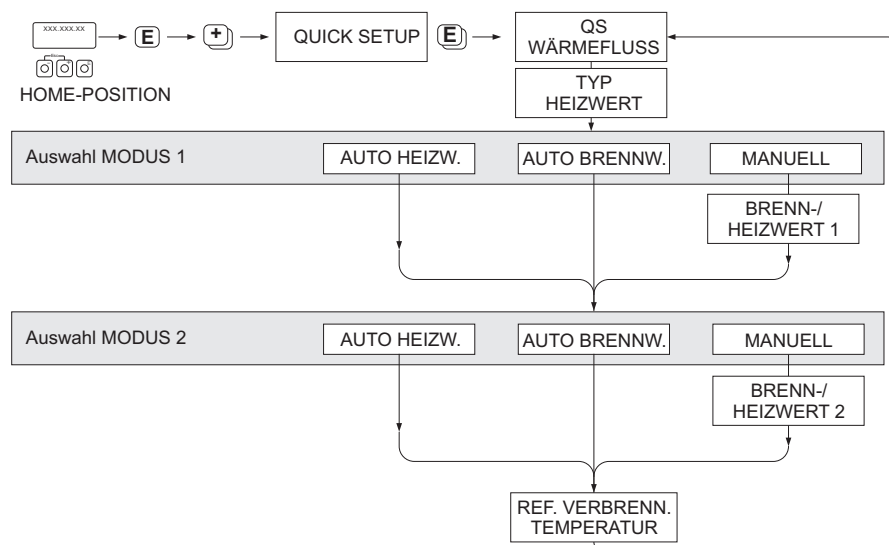 XXX.XXX.XX
Esc
E
+
-
E
HOME-POSITION
E
+
QUICK SETUP
E
QS
WÄRMEFLUSS
TYP
HEIZWERT
Auswahl MODUS 1
AUTO HEIZW.
AUTO BRENNW.
MANUELL
BRENN-/
HEIZWERT 1
Auswahl MODUS 2
AUTO HEIZW.
AUTO BRENNW.
MANUELL
BRENN-/
HEIZWERT 2
REF. VERBRENN.
TEMPERATUR